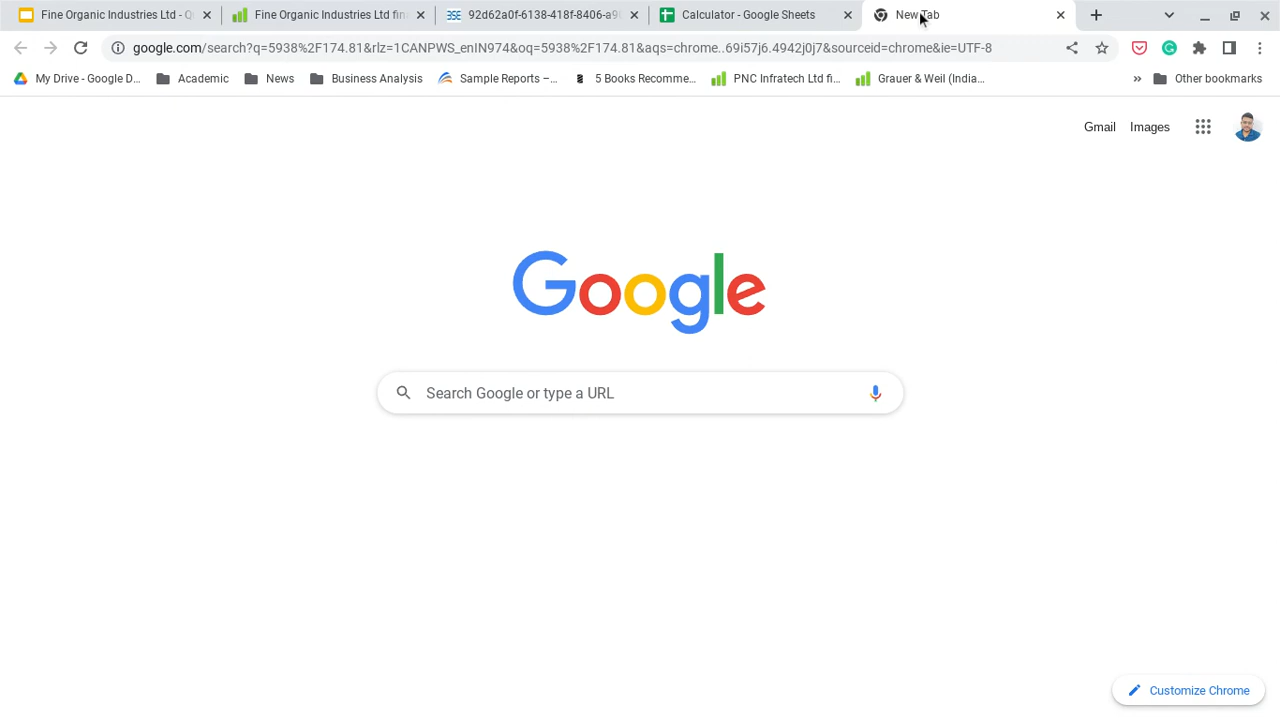 Fine Organic Industries Ltd - Q
Fine Organic Industries Ltd fin
92d62a0f-6138-418f-8406-a9
Calculator - Google Sheets
New Tab
google.com/search?q=5938%2F174.81&rlz=1CANPWS_enIN974&oq=5938%2F174.81&aqs=chrome..69i57j6.4942j0j7&sourceid=chrome&ie=UTF-8
My Drive - Google D... Academic News Business Analysis Sample Reports –... 5 Books Recomme... PNC Infratech Ltd fi... Grauer & Weil (India... » Other bookmarks
Gmail Images
Google
Search Google or type a URL
Customize Chrome